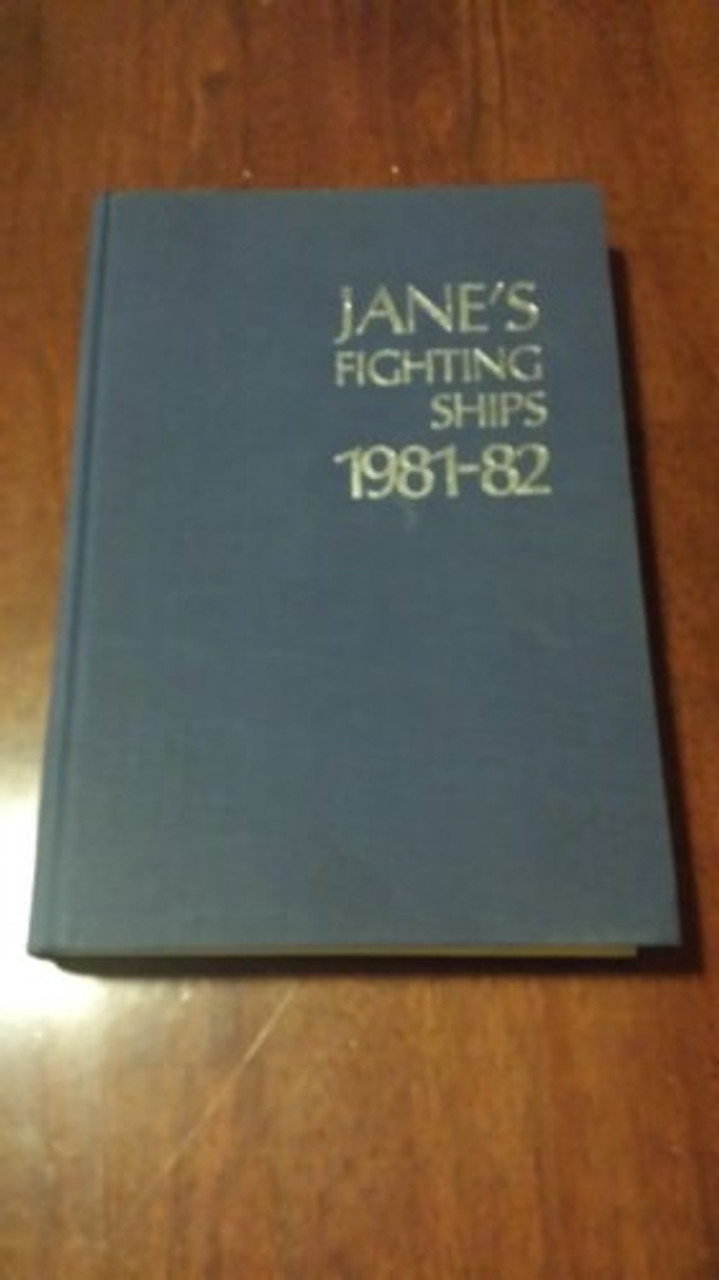 JANE'S
FIGHTING
SHIPS
1981-82